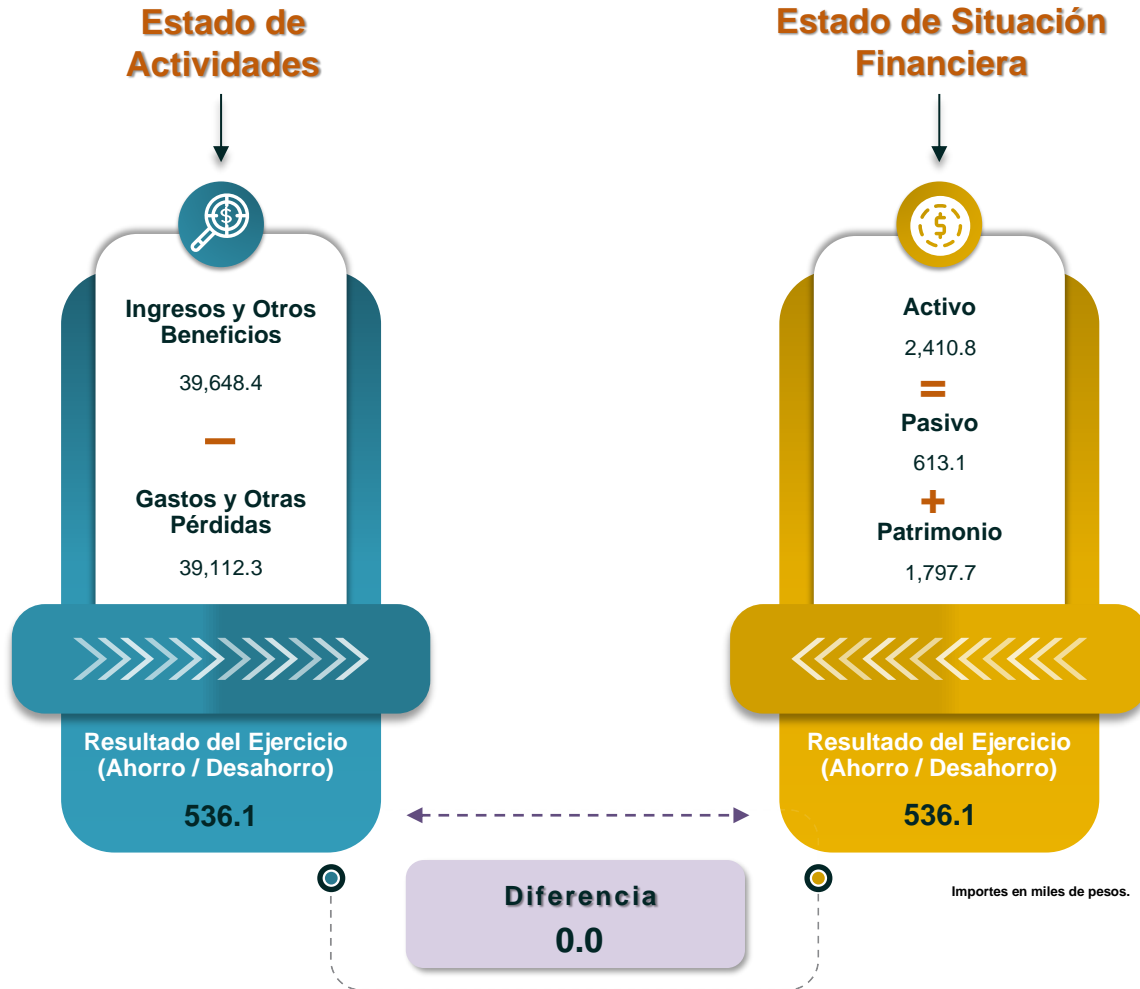 Estado de
Actividades
Ingresos y Otros
Beneficios
39,648.4
–
Gastos y Otras
Pérdidas
39,112.3
Resultado del Ejercicio
(Ahorro / Desahorro)
536.1
Estado de Situación
Financiera
Activo
2,410.8
=
Pasivo
613.1
+
Patrimonio
1,797.7
Resultado del Ejercicio
(Ahorro / Desahorro)
536.1
Diferencia
0.0
Importes en miles de pesos.